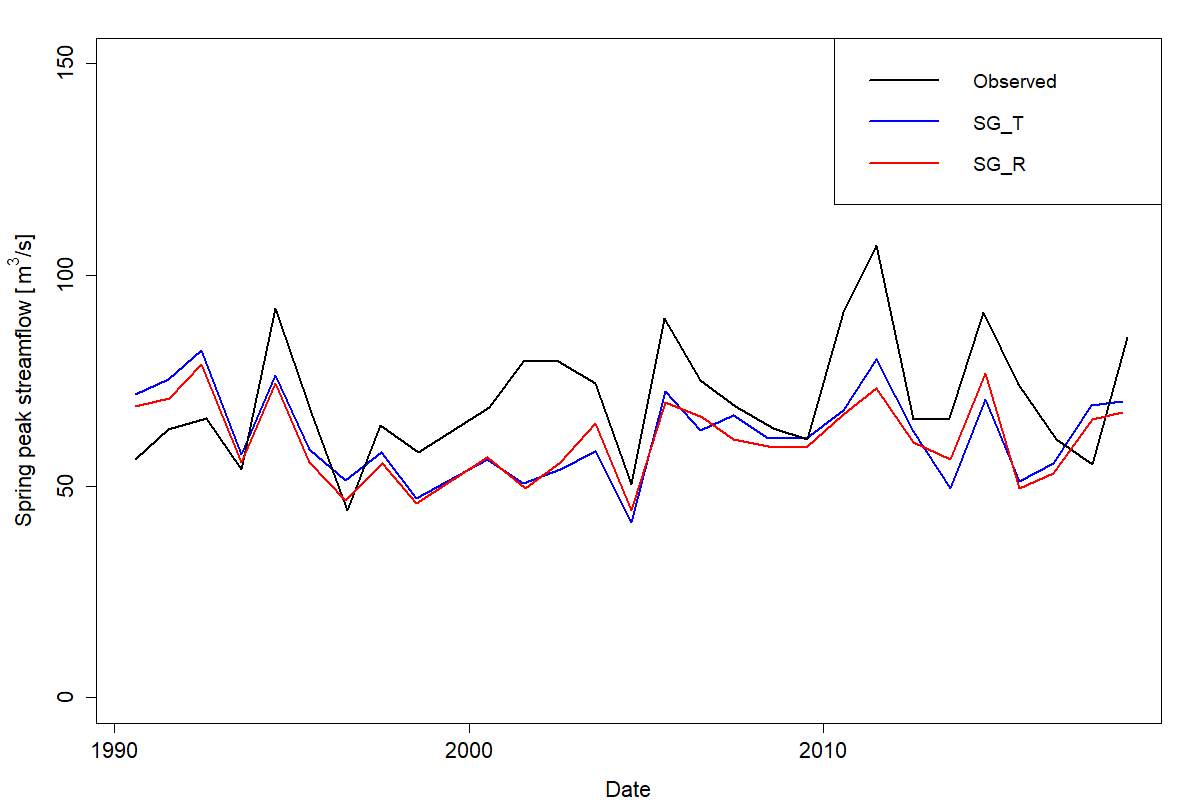 150
100
50
0
Spring peak streamflow [ m³/s]
Observed
SG_T
SG_R
1990 2000 2010
Date